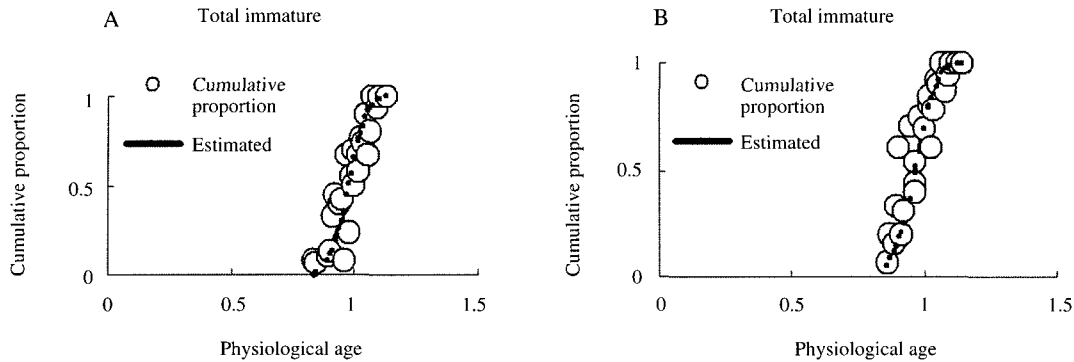 A
Total immature
Cumulative
proportion
Estimated
Cumulative proportion
1
0.5
0
0
0.5
1
1.5
Physiological age
B
Total immature
Cumulative
proportion
Estimated
Cumulative proportion
1
0.5
0
0
0.5
1
1.5
Physiological age